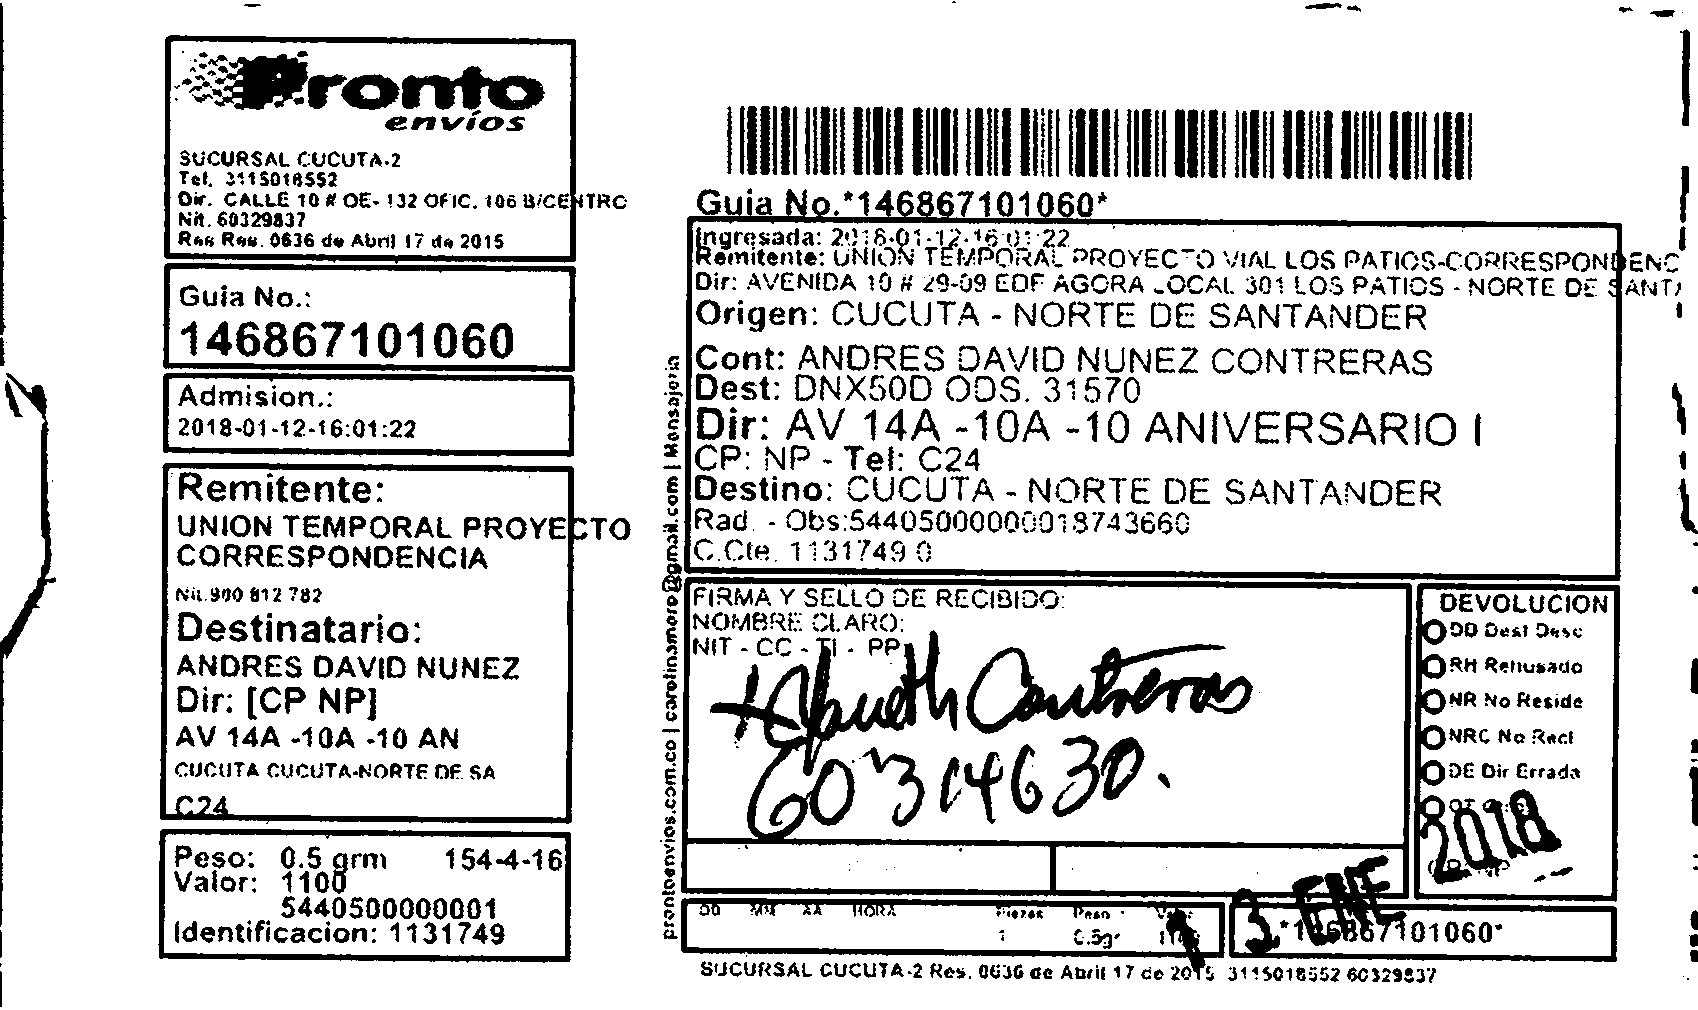 Pronto
envíos
SUCURSAL CUCUTA-2
Tel. 3115018552
Dir. CALLE 10 # OE- 132 OFIC. 106 B/CENTRO
Nit. 60329837
Res Res. 0636 de Abril 17 de 2015
Guia No.:
146867101060
Admision.:
2018-01-12-16:01:22
Remitente:
UNION TEMPORAL PROYECTO
CORRESPONDENCIA
Nit.900 812 782
Destinatario:
ANDRES DAVID NUNEZ
Dir: [CP NP]
AV 14A -10A -10 AN
CUCUTA CUCUTA-NORTE DE SA
C24
Peso: 0.5 grm 154-4-16
Valor: 1100
5440500000001
Identificacion: 1131749
prontoenvios.com.co | carolinamoro@gmail.com | Mensajeria
Guia No.*146867101060*
Ingresada: 2018-01-12-16:01:22
Remitente: UNION TEMPORAL PROYECTO VIAL LOS PATIOS-CORRESPONDENC
Dir: AVENIDA 10 # 29-09 EDF AGORA LOCAL 301 LOS PATIOS - NORTE DE SANTA
Origen: CUCUTA - NORTE DE SANTANDER
Cont: ANDRES DAVID NUNEZ CONTRERAS
Dest: DNX50D ODS. 31570
Dir: AV 14A -10A -10 ANIVERSARIO I
CP: NP - Tel: C24
Destino: CUCUTA - NORTE DE SANTANDER
Rad. - Obs:54405000000018743660
C.Cte. 1131749 0
FIRMA Y SELLO DE RECIBIDO:
NOMBRE CLARO:
NIT - CC - TI - PP
Contreras
60314630.
DEVOLUCION
DD Dest Desc
RH Rehusado
NR No Reside
NRC No Recl
DE Dir Errada
OT
13 ENE 2018
DD MM AA HORA Piezas Peso Valor
1 0.5gr 1100
*146867101060*
SUCURSAL CUCUTA-2 Res. 0636 de Abril 17 de 2015 3115018552 60329837